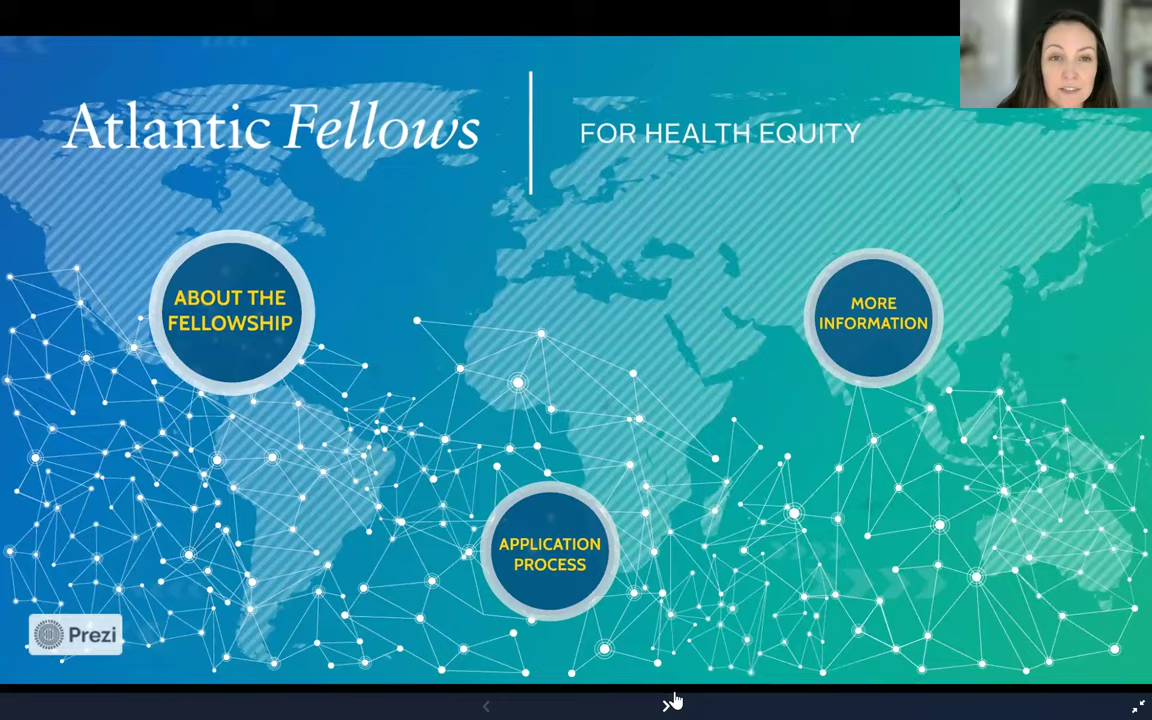 Atlantic Fellows
FOR HEALTH EQUITY
ABOUT THE
FELLOWSHIP
MORE
INFORMATION
APPLICATION
PROCESS
Prezi